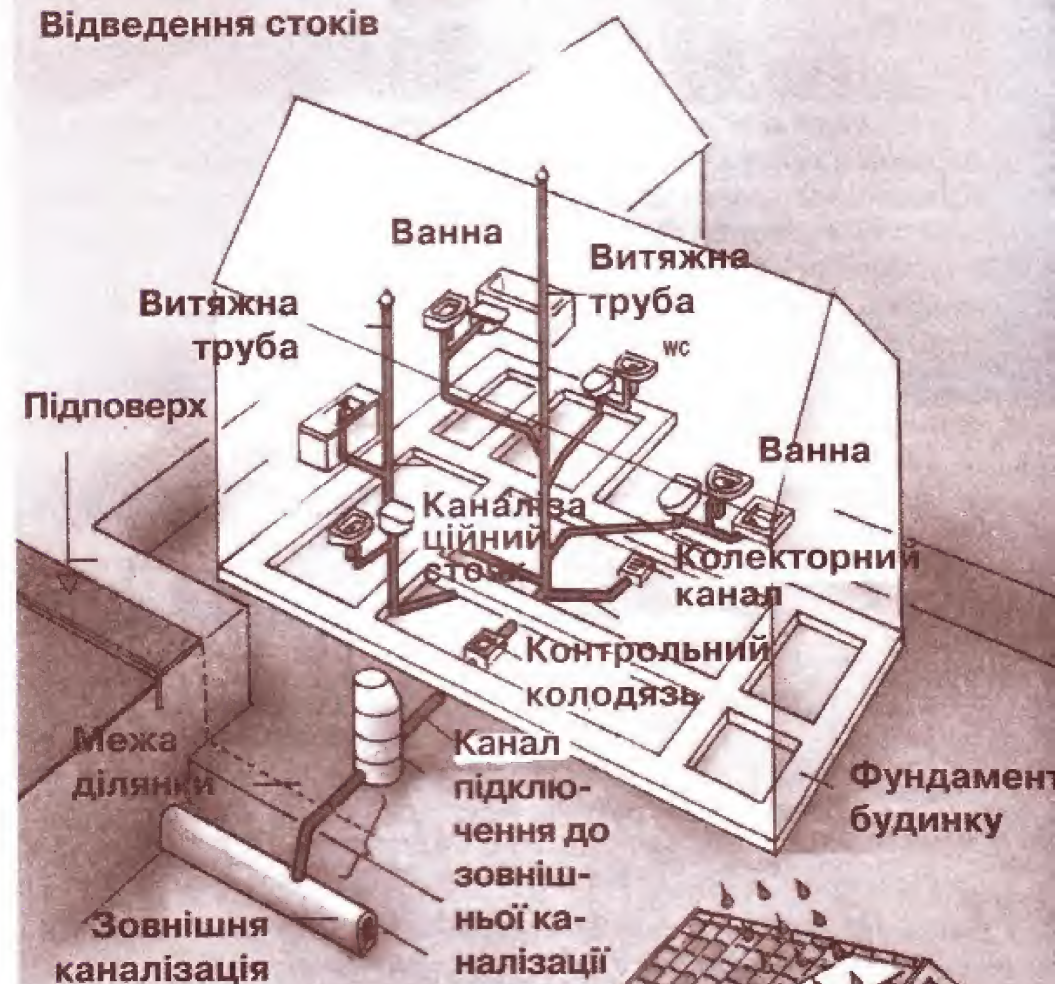 Відведення стоків
Ванна
Витяжна
труба
Витяжна
труба
wc
Підповерх
Ванна
Каналіза
ційний
стояк
Колекторний
канал
Контрольний
колодязь
Межа
ділянки
Канал
підклю-
чення до
зовніш-
ньої ка-
налізації
Фундамент
будинку
Зовнішня
каналізація